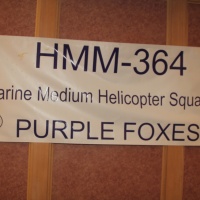 HMM-364
arine Medium Helicopter Squa
PURPLE FOXES